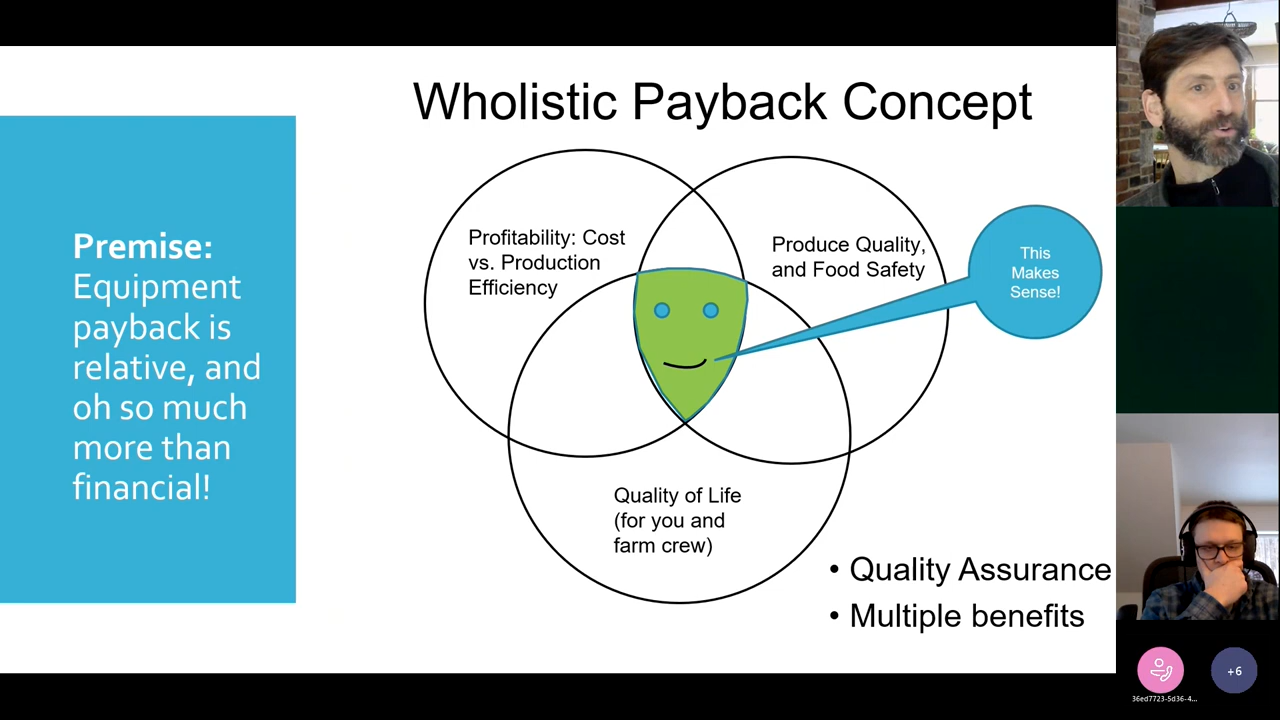 Wholistic Payback Concept
Premise:
Equipment
payback is
relative, and
oh so much
more than
financial!
Profitability: Cost
vs. Production
Efficiency
Produce Quality,
and Food Safety
This
Makes
Sense!
Quality of Life
(for you and
farm crew)
• Quality Assurance
• Multiple benefits
36ed7723-5d36-4...
+6